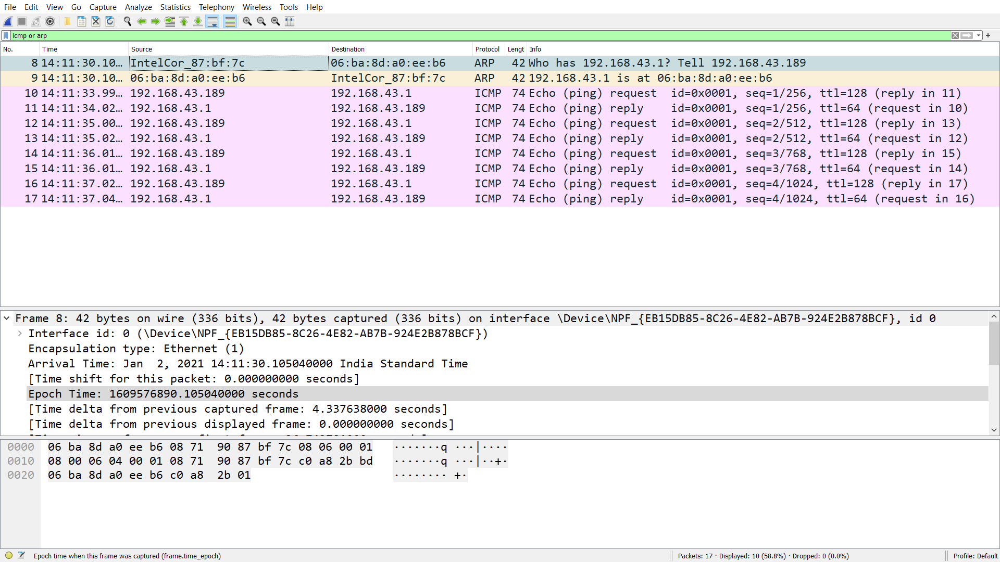 File Edit View Go Capture Analyze Statistics Telephony Wireless Tools Help
icmp or arp
No. Time Source Destination Protocol Lengt Info
8 14:11:30.10… IntelCor_87:bf:7c 06:ba:8d:a0:ee:b6 ARP 42 Who has 192.168.43.1? Tell 192.168.43.189
9 14:11:30.10… 06:ba:8d:a0:ee:b6 IntelCor_87:bf:7c ARP 42 192.168.43.1 is at 06:ba:8d:a0:ee:b6
10 14:11:33.99… 192.168.43.189 192.168.43.1 ICMP 74 Echo (ping) request id=0x0001, seq=1/256, ttl=128 (reply in 11)
11 14:11:34.02… 192.168.43.1 192.168.43.189 ICMP 74 Echo (ping) reply id=0x0001, seq=1/256, ttl=64 (request in 10)
12 14:11:35.00… 192.168.43.189 192.168.43.1 ICMP 74 Echo (ping) request id=0x0001, seq=2/512, ttl=128 (reply in 13)
13 14:11:35.02… 192.168.43.1 192.168.43.189 ICMP 74 Echo (ping) reply id=0x0001, seq=2/512, ttl=64 (request in 12)
14 14:11:36.01… 192.168.43.189 192.168.43.1 ICMP 74 Echo (ping) request id=0x0001, seq=3/768, ttl=128 (reply in 15)
15 14:11:36.01… 192.168.43.1 192.168.43.189 ICMP 74 Echo (ping) reply id=0x0001, seq=3/768, ttl=64 (request in 14)
16 14:11:37.02… 192.168.43.189 192.168.43.1 ICMP 74 Echo (ping) request id=0x0001, seq=4/1024, ttl=128 (reply in 17)
17 14:11:37.04… 192.168.43.1 192.168.43.189 ICMP 74 Echo (ping) reply id=0x0001, seq=4/1024, ttl=64 (request in 16)
Frame 8: 42 bytes on wire (336 bits), 42 bytes captured (336 bits) on interface \Device\NPF_{EB15DB85-8C26-4E82-AB7B-924E2B878BCF}, id 0
Interface id: 0 (\Device\NPF_{EB15DB85-8C26-4E82-AB7B-924E2B878BCF})
Encapsulation type: Ethernet (1)
Arrival Time: Jan 2, 2021 14:11:30.105040000 India Standard Time
[Time shift for this packet: 0.000000000 seconds]
Epoch Time: 1609576890.105040000 seconds
[Time delta from previous captured frame: 4.337638000 seconds]
[Time delta from previous displayed frame: 0.000000000 seconds]
0000 06 ba 8d a0 ee b6 08 71 90 87 bf 7c 08 06 00 01 ·······q ···|····
0010 08 00 06 04 00 01 08 71 90 87 bf 7c c0 a8 2b bd ·······q ···|··+·
0020 06 ba 8d a0 ee b6 c0 a8 2b 01 ········ +·
Epoch time when this frame was captured (frame.time_epoch) Packets: 17 · Displayed: 10 (58.8%) · Dropped: 0 (0.0%) Profile: Default